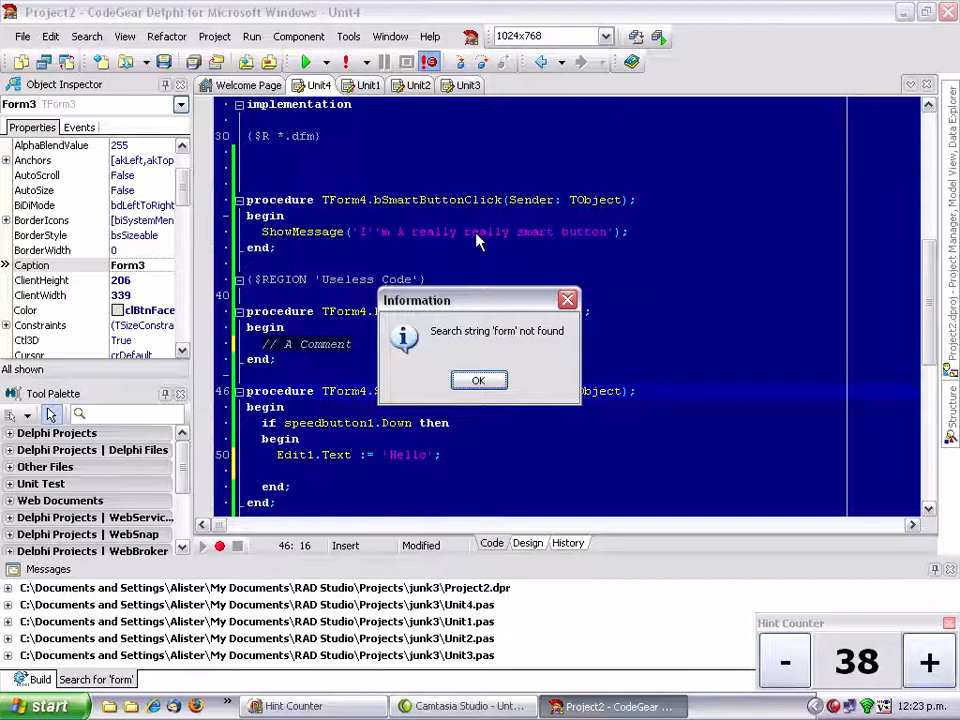 Project2 - CodeGear Delphi for Microsoft Windows - Unit4
File Edit Search View Refactor Project Run Component Tools Window Help
1024x768
Object Inspector
Form3 TForm3
Properties Events
AlphaBlendValue 255
Anchors [akLeft,akTop
AutoScroll False
AutoSize False
BiDiMode bdLeftToRight
BorderIcons [biSystemMen
BorderStyle bsSizeable
BorderWidth 0
Caption Form3
ClientHeight 206
ClientWidth 339
Color clBtnFace
Constraints (TSizeConstra
Ctl3D True
Cursor crDefault
All shown
Tool Palette
Delphi Projects
Delphi Projects | Delphi Files
Other Files
Unit Test
Web Documents
Delphi Projects | WebServic...
Delphi Projects | WebSnap
Delphi Projects | WebBroker
Welcome Page Unit4 Unit1 Unit2 Unit3
implementation
30 {$R *.dfm}
procedure TForm4.bSmartButtonClick(Sender: TObject);
begin
ShowMessage('I''m A really really smart button');
end;
{$REGION 'Useless Code'}
40
procedure TForm4.
begin
// A Comment
end;
46 procedure TForm4.
bject);
begin
if speedbutton1.Down then
begin
50 Edit1.Text := 'Hello';
end;
end;
46: 16 Insert Modified Code Design History
Information
Search string 'form' not found
OK
Project2.dproj - Project Manager, Model View, Data Explorer
Structure
Messages
C:\Documents and Settings\Alister\My Documents\RAD Studio\Projects\junk3\Project2.dpr
C:\Documents and Settings\Alister\My Documents\RAD Studio\Projects\junk3\Unit4.pas
C:\Documents and Settings\Alister\My Documents\RAD Studio\Projects\junk3\Unit1.pas
C:\Documents and Settings\Alister\My Documents\RAD Studio\Projects\junk3\Unit2.pas
C:\Documents and Settings\Alister\My Documents\RAD Studio\Projects\junk3\Unit3.pas
Build Search for 'form'
Hint Counter
- 38 +
start Hint Counter Camtasia Studio - Unt... Project2 - CodeGear ... 12:23 p.m.